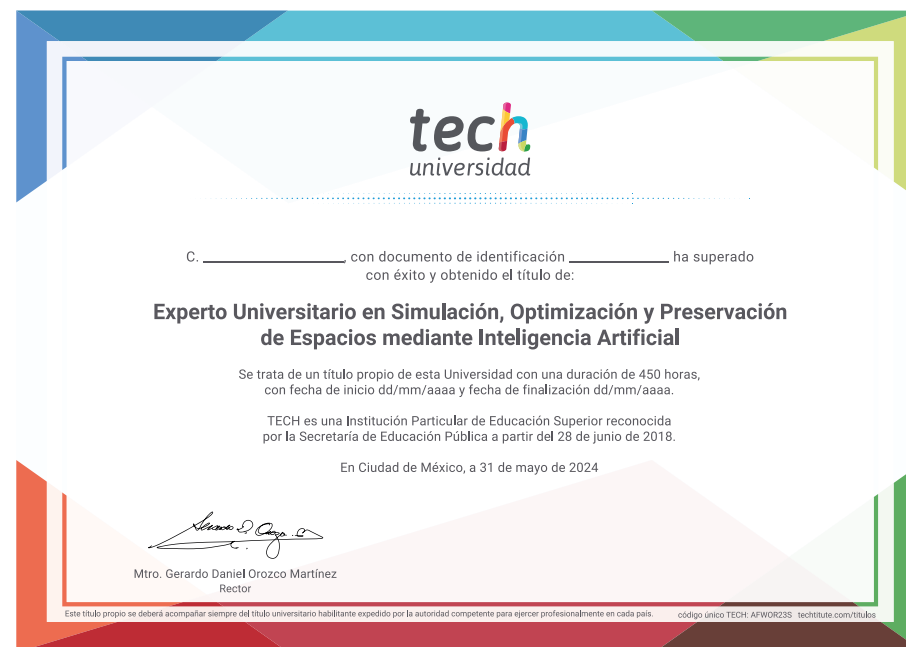 tech
universidad
C. ____________, con documento de identificación ____________ ha superado
con éxito y obtenido el título de:
Experto Universitario en Simulación, Optimización y Preservación
de Espacios mediante Inteligencia Artificial
Se trata de un título propio de esta Universidad con una duración de 450 horas,
con fecha de inicio dd/mm/aaaa y fecha de finalización dd/mm/aaaa.
TECH es una Institución Particular de Educación Superior reconocida
por la Secretaría de Educación Pública a partir del 28 de junio de 2018.
En Ciudad de México, a 31 de mayo de 2024
Mtro. Gerardo Daniel Orozco Martínez
Rector
Este título propio se deberá acompañar siempre del título universitario habilitante expedido por la autoridad competente para ejercer profesionalmente en cada país.
código único TECH: AFWOR23S techtitute.com/titulos